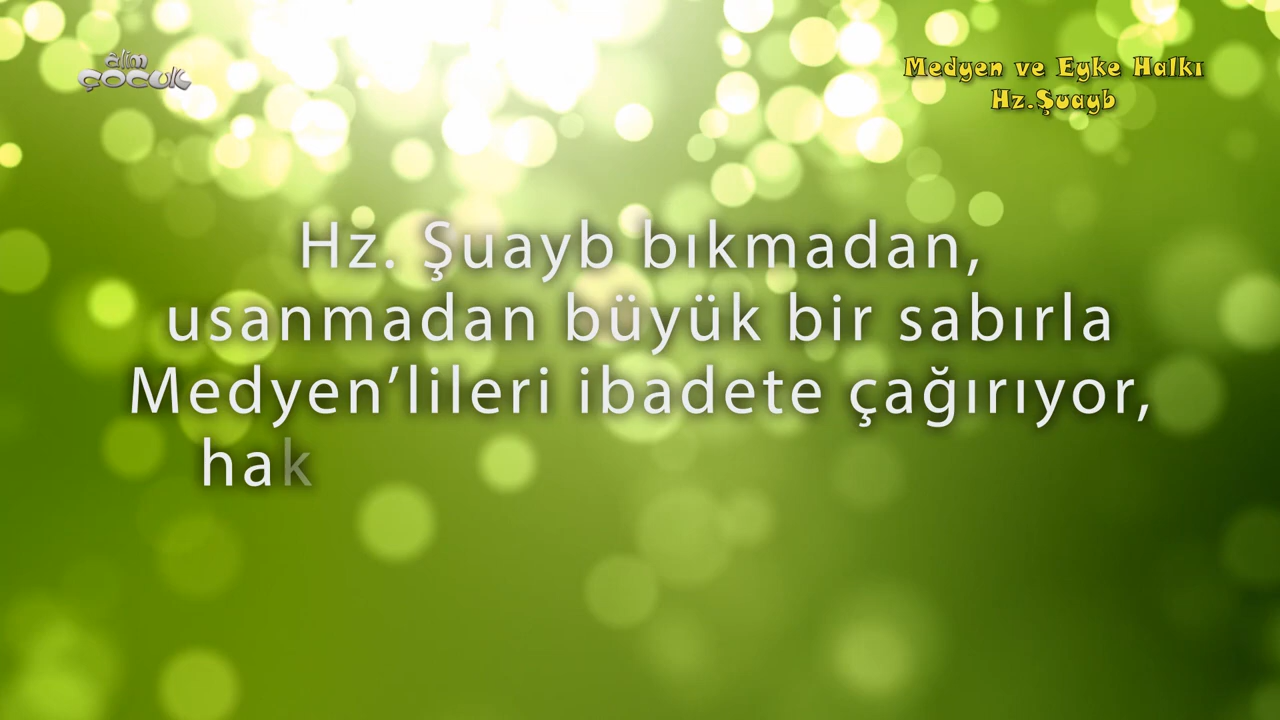 alim
ÇOCUK
Medyen ve Eyke Halkı
Hz.Şuayb
Hz. Şuayb bıkmadan,
usanmadan büyük bir sabırla
Medyen’lileri ibadete çağırıyor,
hak